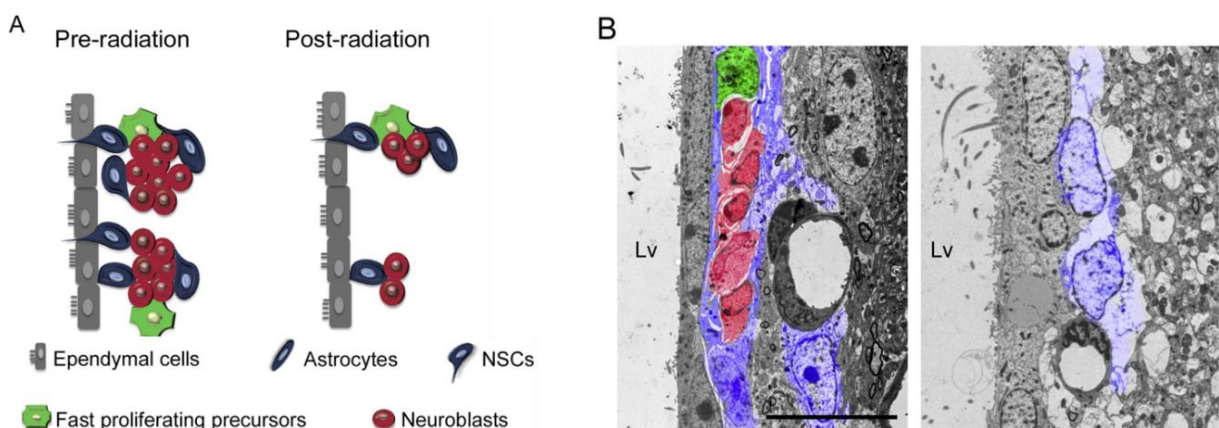 A
Pre-radiation
Post-radiation
Ependymal cells
Astrocytes
NSCs
Fast proliferating precursors
Neuroblasts
B
Lv
Lv